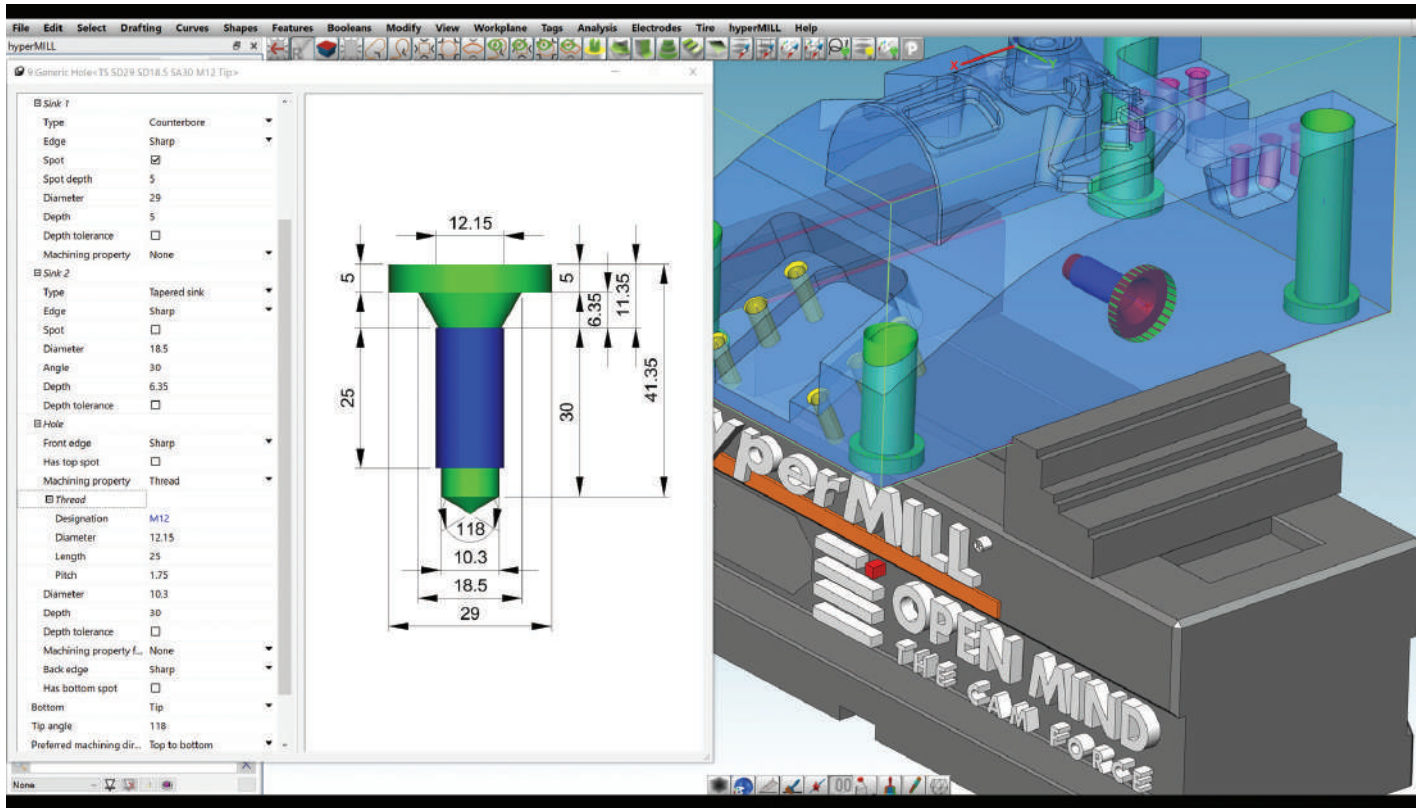 File Edit Select Drafting Curves Shapes Features Booleans Modify View Workplane Tags Analysis Electrodes Tire hyperMILL Help
hyperMILL
9:Generic Hole<TS SD29 SD18.5 SA30 M12 Tip>
Sink 1
Type Counterbore
Edge Sharp
Spot
Spot depth 5
Diameter 29
Depth 5
Depth tolerance
Machining property None
Sink 2
Type Tapered sink
Edge Sharp
Spot
Diameter 18.5
Angle 30
Depth 6.35
Depth tolerance
Hole
Front edge Sharp
Has top spot
Machining property Thread
Thread
Designation M12
Diameter 12.15
Length 25
Pitch 1.75
Diameter 10.3
Depth 30
Depth tolerance
Machining property f... None
Back edge Sharp
Has bottom spot
Bottom Tip
Tip angle 118
Preferred machining dir... Top to bottom
None
12.15
5
5
6.35
11.35
41.35
25
30
118
10.3
18.5
29
X
Y
yperMILL
OPEN MIND
THE CAM FORCE